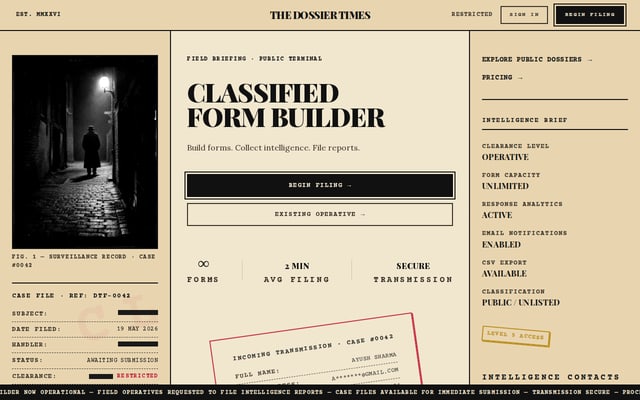 EST. MMXXVI
THE DOSSIER TIMES
RESTRICTED
SIGN IN
BEGIN FILING
FIG. 1 — SURVEILLANCE RECORD · CASE
#0042
CASE FILE · REF: DTF-0042
SUBJECT:
DATE FILED: 19 MAY 2026
HANDLER:
STATUS: AWAITING SUBMISSION
CLEARANCE: RESTRICTED
FIELD BRIEFING · PUBLIC TERMINAL
CLASSIFIED
FORM BUILDER
Build forms. Collect intelligence. File reports.
BEGIN FILING →
EXISTING OPERATIVE →
∞
FORMS
2 MIN
AVG FILING
SECURE
TRANSMISSION
INCOMING TRANSMISSION · CASE #0042
FULL NAME: AYUSH SHARMA
A*******@GMAIL.COM
EXPLORE PUBLIC DOSSIERS →
PRICING →
INTELLIGENCE BRIEF
CLEARANCE LEVEL
OPERATIVE
FORM CAPACITY
UNLIMITED
RESPONSE ANALYTICS
ACTIVE
EMAIL NOTIFICATIONS
ENABLED
CSV EXPORT
AVAILABLE
CLASSIFICATION
PUBLIC / UNLISTED
LEVEL 5 ACCESS
INTELLIGENCE CONTACTS
ILDER NOW OPERATIONAL — FIELD OPERATIVES REQUESTED TO FILE INTELLIGENCE REPORTS — CASE FILES AVAILABLE FOR IMMEDIATE SUBMISSION — TRANSMISSION SECURE — PROC